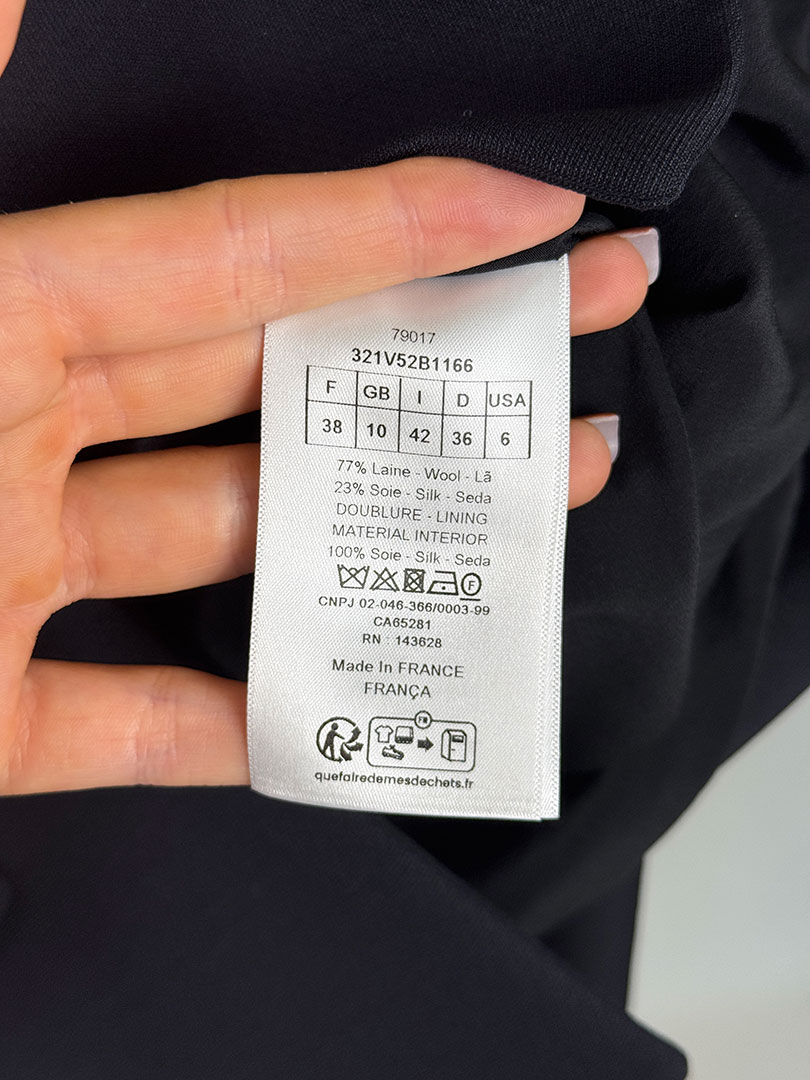 79017
321V52B1166
F GB I D USA
38 10 42 36 6
77% Laine - Wool - Lã
23% Soie - Silk - Seda
DOUBLURE - LINING
MATERIAL INTERIOR
100% Soie - Silk - Seda
F
CNPJ 02-046-366/0003-99
CA65281
RN : 143628
Made In FRANCE
FRANÇA
FR
quefairedemesdechets.fr